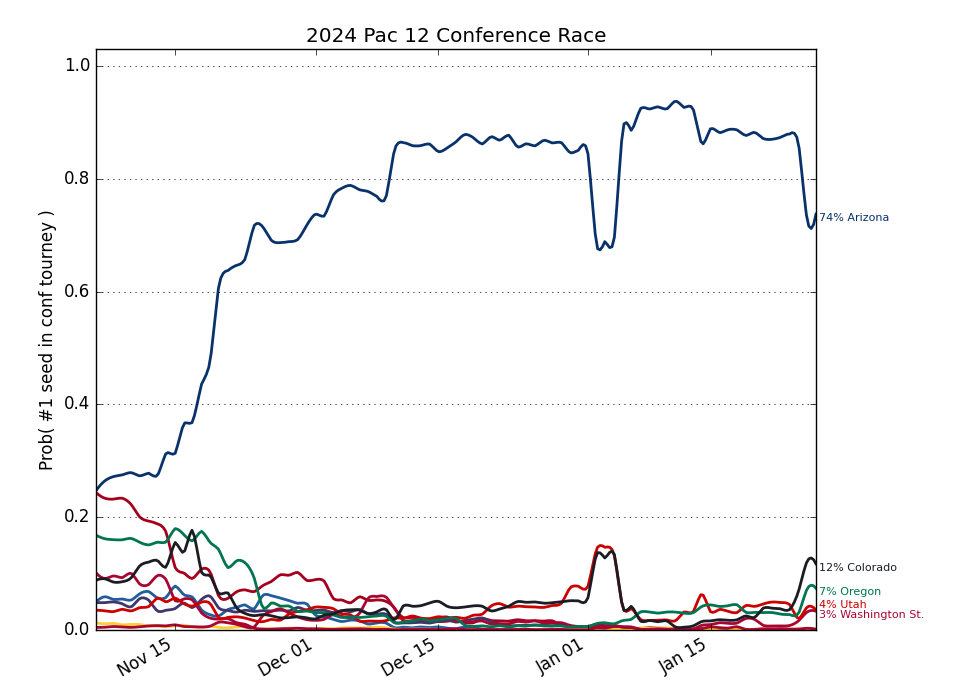 2024 Pac 12 Conference Race
Prob( #1 seed in conf tourney )
1.0
0.8
0.6
0.4
0.2
0.0
74% Arizona
12% Colorado
7% Oregon
4% Utah
3% Washington St.
Nov 15
Dec 01
Dec 15
Jan 01
Jan 15